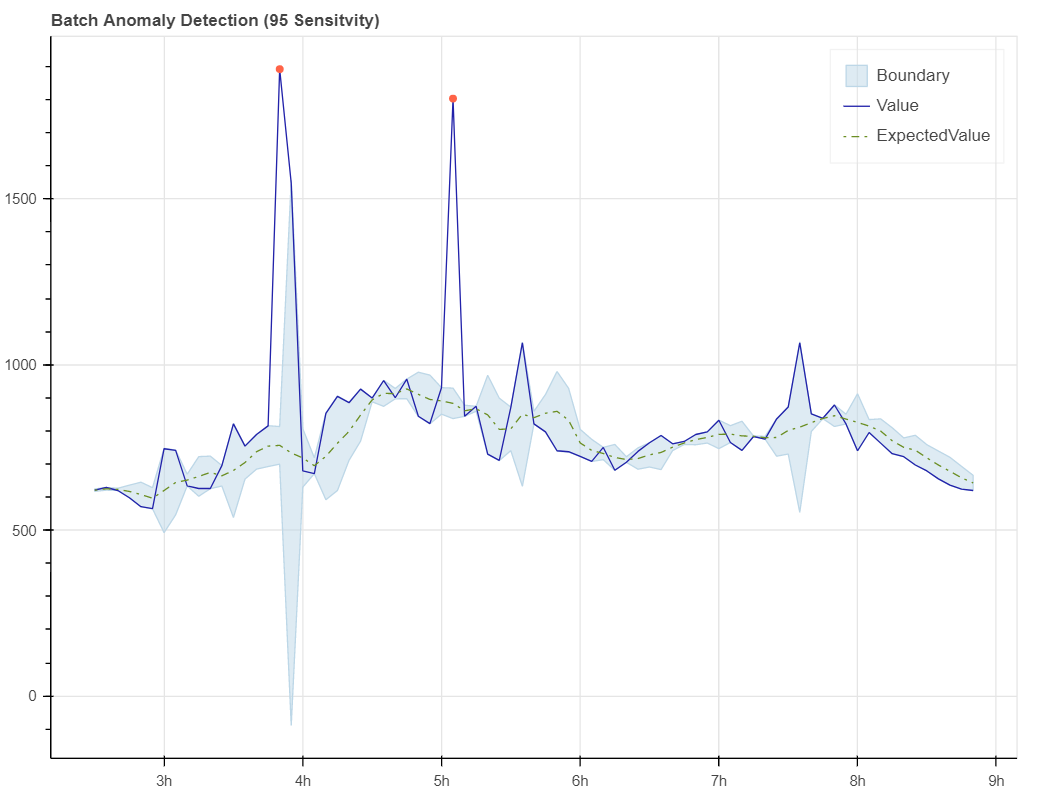 Batch Anomaly Detection (95 Sensitvity)
Boundary
Value
ExpectedValue
1500
1000
500
0
3h 4h 5h 6h 7h 8h 9h